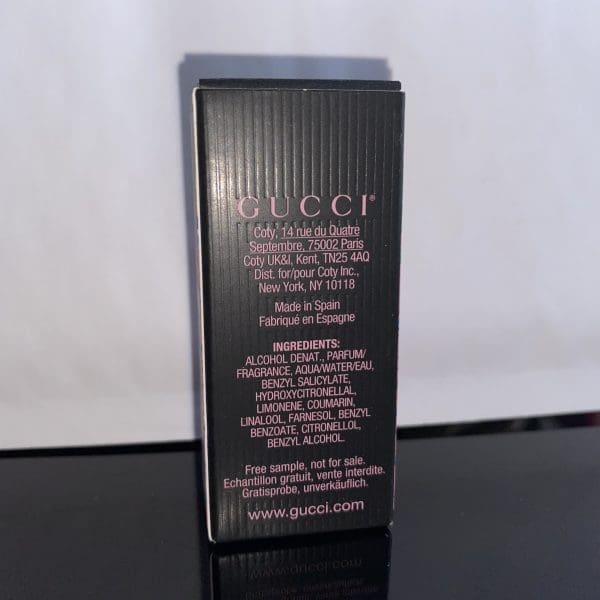 GUCCI®
Coty, 14 rue du Quatre
Septembre, 75002 Paris
Coty UK&I, Kent, TN25 4AQ
Dist. for/pour Coty Inc.,
New York, NY 10118
Made in Spain
Fabriqué en Espagne
INGREDIENTS:
ALCOHOL DENAT., PARFUM/
FRAGRANCE, AQUA/WATER/EAU,
BENZYL SALICYLATE,
HYDROXYCITRONELLAL,
LIMONENE, COUMARIN,
LINALOOL, FARNESOL, BENZYL
BENZOATE, CITRONELLOL,
BENZYL ALCOHOL.
Free sample, not for sale.
Echantillon gratuit, vente interdite.
Gratisprobe, unverkäuflich.
www.gucci.com